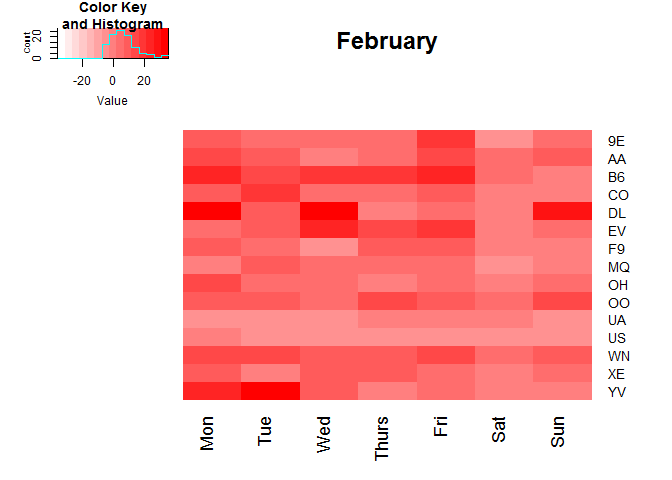 Color Key
and Histogram
Count
0 20
-20 0 20
Value
February
9E
AA
B6
CO
DL
EV
F9
MQ
OH
OO
UA
US
WN
XE
YV
Mon Tue Wed Thurs Fri Sat Sun